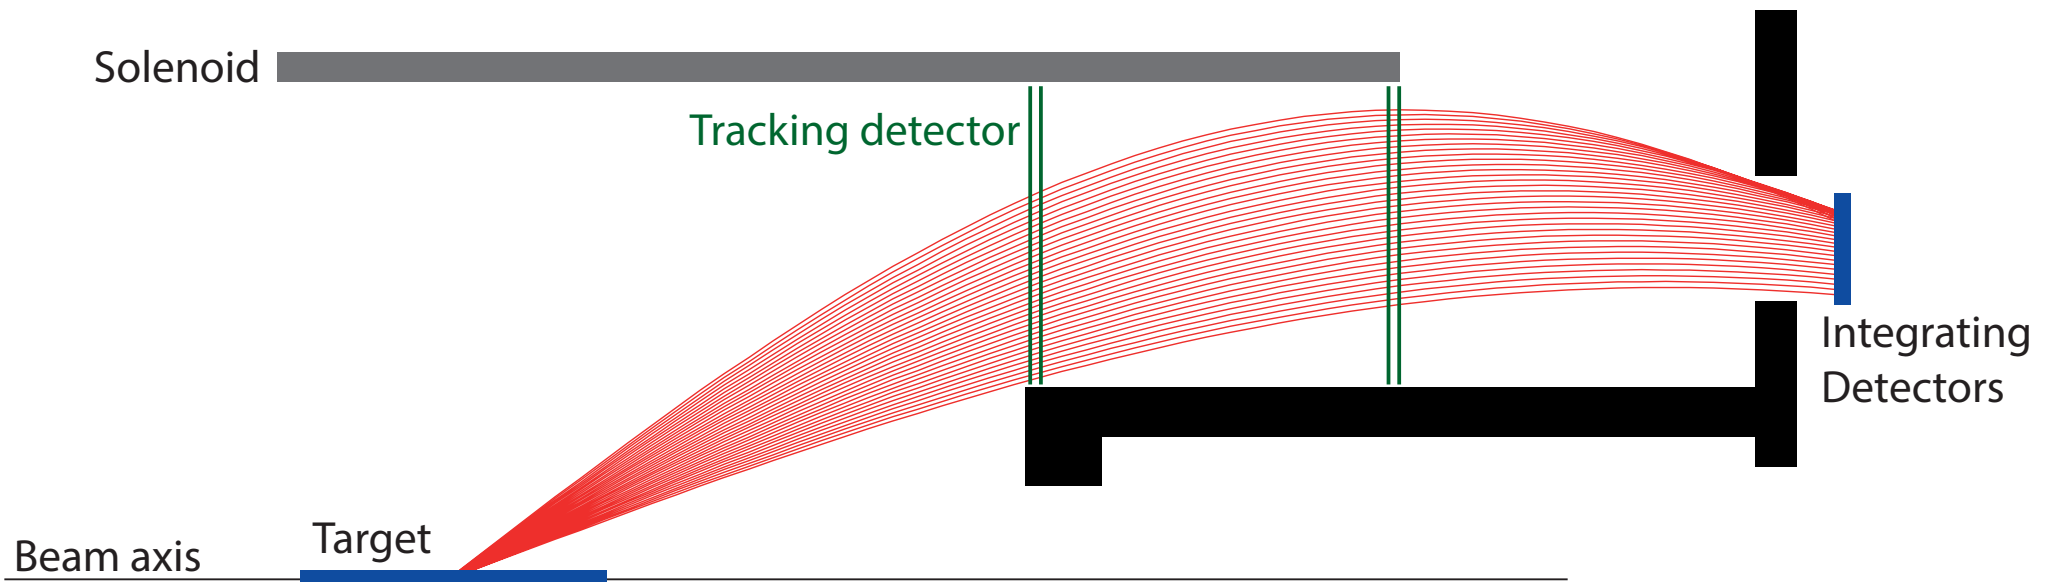 Solenoid
Tracking detector
Integrating
Detectors
Target
Beam axis